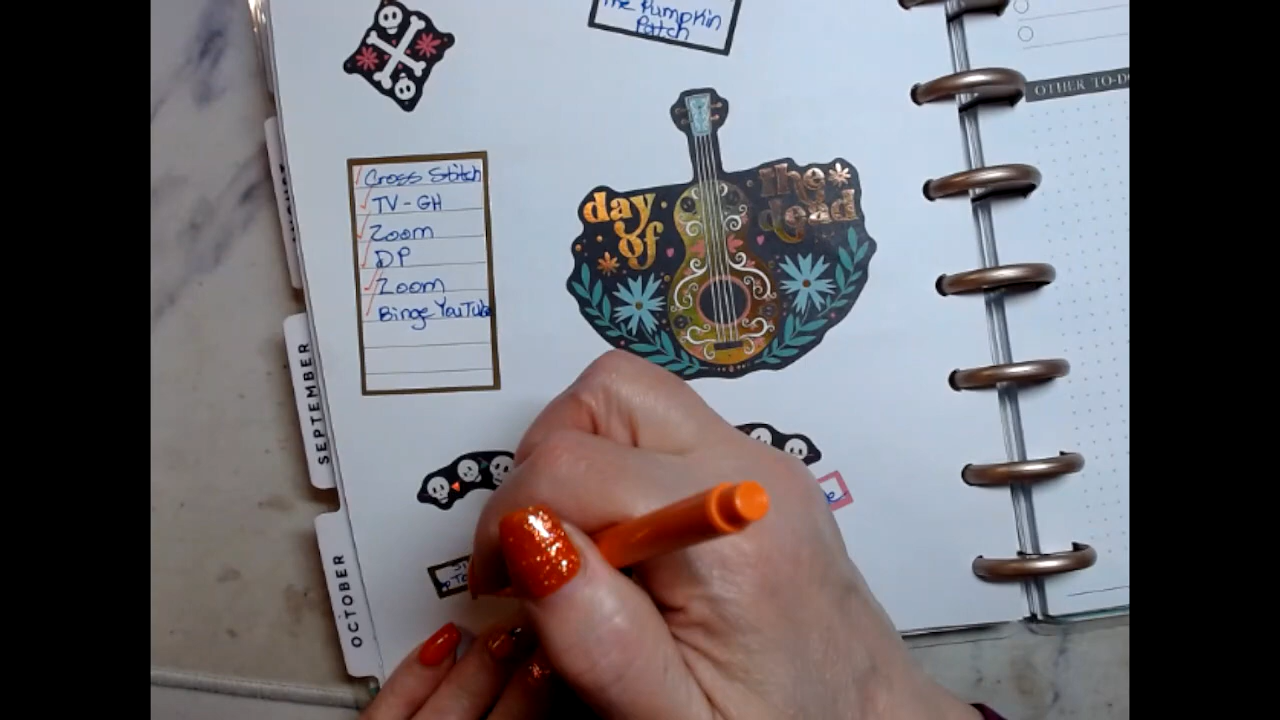 The Pumpkin
Patch
OTHER TO-DO
Cross Stitch
TV-GH
Zoom
DP
Zoom
Binge YouTube
day
of
the
dead
SEPTEMBER
OCTOBER